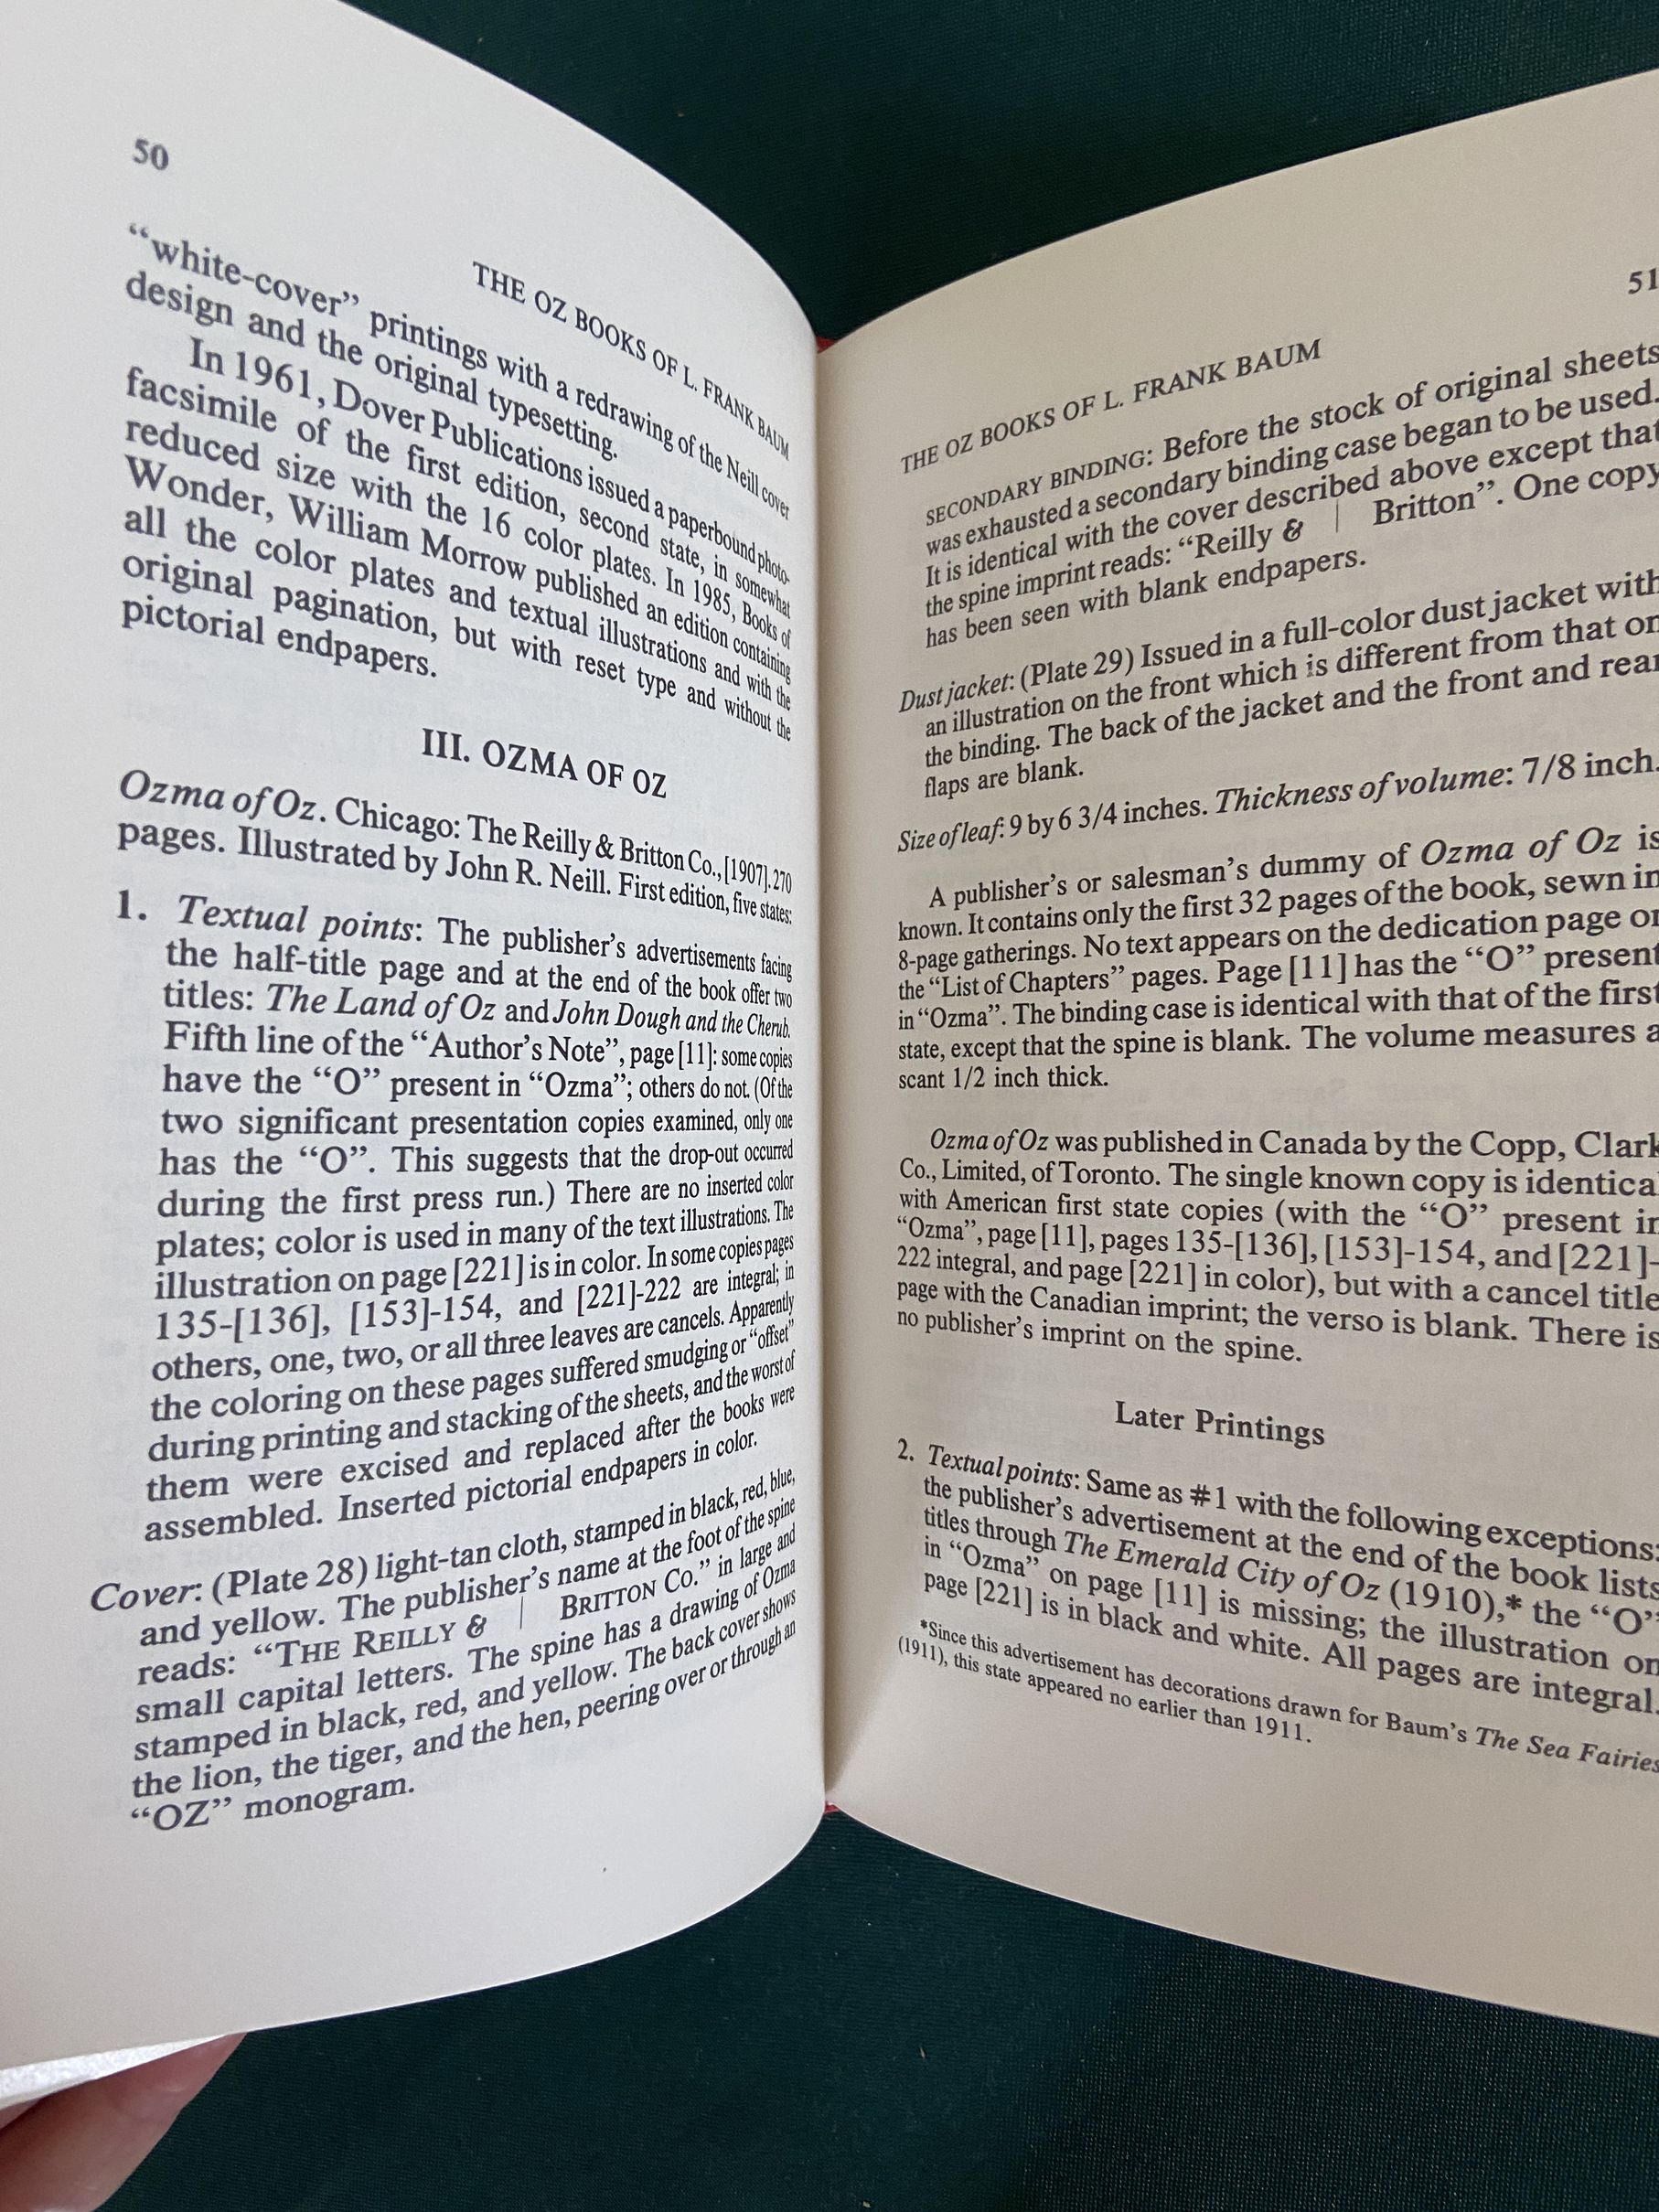 50
THE OZ BOOKS OF L. FRANK BAUM
“white-cover” printings with a redrawing of the Neill cover
design and the original typesetting.
In 1961, Dover Publications issued a paperbound photo-
facsimile of the first edition, second state, in somewhat
reduced size with the 16 color plates. In 1985, Books of
Wonder, William Morrow published an edition containing
all the color plates and textual illustrations and with the
original pagination, but with reset type and without the
pictorial endpapers.
III. OZMA OF OZ
Ozma of Oz. Chicago: The Reilly & Britton Co., [1907]. 270
pages. Illustrated by John R. Neill. First edition, five states:
1. Textual points: The publisher’s advertisements facing
the half-title page and at the end of the book offer two
titles: The Land of Oz and John Dough and the Cherub.
Fifth line of the “Author’s Note”, page [11]: some copies
have the “O” present in “Ozma”; others do not. (Of the
two significant presentation copies examined, only one
has the “O”. This suggests that the drop-out occurred
during the first press run.) There are no inserted color
plates; color is used in many of the text illustrations. The
illustration on page [221] is in color. In some copies pages
135-[136], [153]-154, and [221]-222 are integral; in
others, one, two, or all three leaves are cancels. Apparently
the coloring on these pages suffered smudging or “offset”
during printing and stacking of the sheets, and the worst of
them were excised and replaced after the books were
assembled. Inserted pictorial endpapers in color.
Cover: (Plate 28) light-tan cloth, stamped in black, red, blue,
and yellow. The publisher’s name at the foot of the spine
reads: “THE REILLY & | BRITTON CO.” in large and
small capital letters. The spine has a drawing of Ozma
stamped in black, red, and yellow. The back cover shows
the lion, the tiger, and the hen, peering over or through an
“OZ” monogram.
51
THE OZ BOOKS OF L. FRANK BAUM
SECONDARY BINDING: Before the stock of original sheets
was exhausted a secondary binding case began to be used.
It is identical with the cover described above except that
the spine imprint reads: “Reilly & | Britton”. One copy
has been seen with blank endpapers.
Dust jacket: (Plate 29) Issued in a full-color dust jacket with
an illustration on the front which is different from that on
the binding. The back of the jacket and the front and rear
flaps are blank.
Size of leaf: 9 by 6 3/4 inches. Thickness of volume: 7/8 inch.
A publisher’s or salesman’s dummy of Ozma of Oz is
known. It contains only the first 32 pages of the book, sewn in
8-page gatherings. No text appears on the dedication page or
the “List of Chapters” pages. Page [11] has the “O” present
in “Ozma”. The binding case is identical with that of the first
state, except that the spine is blank. The volume measures a
scant 1/2 inch thick.
Ozma of Oz was published in Canada by the Copp, Clark
Co., Limited, of Toronto. The single known copy is identical
with American first state copies (with the “O” present in
“Ozma”, page [11], pages 135-[136], [153]-154, and [221]-
222 integral, and page [221] in color), but with a cancel title
page with the Canadian imprint; the verso is blank. There is
no publisher’s imprint on the spine.
Later Printings
2. Textual points: Same as #1 with the following exceptions:
the publisher’s advertisement at the end of the book lists
titles through The Emerald City of Oz (1910),* the “O”
in “Ozma” on page [11] is missing; the illustration on
page [221] is in black and white. All pages are integral.
*Since this advertisement has decorations drawn for Baum’s The Sea Fairies
(1911), this state appeared no earlier than 1911.